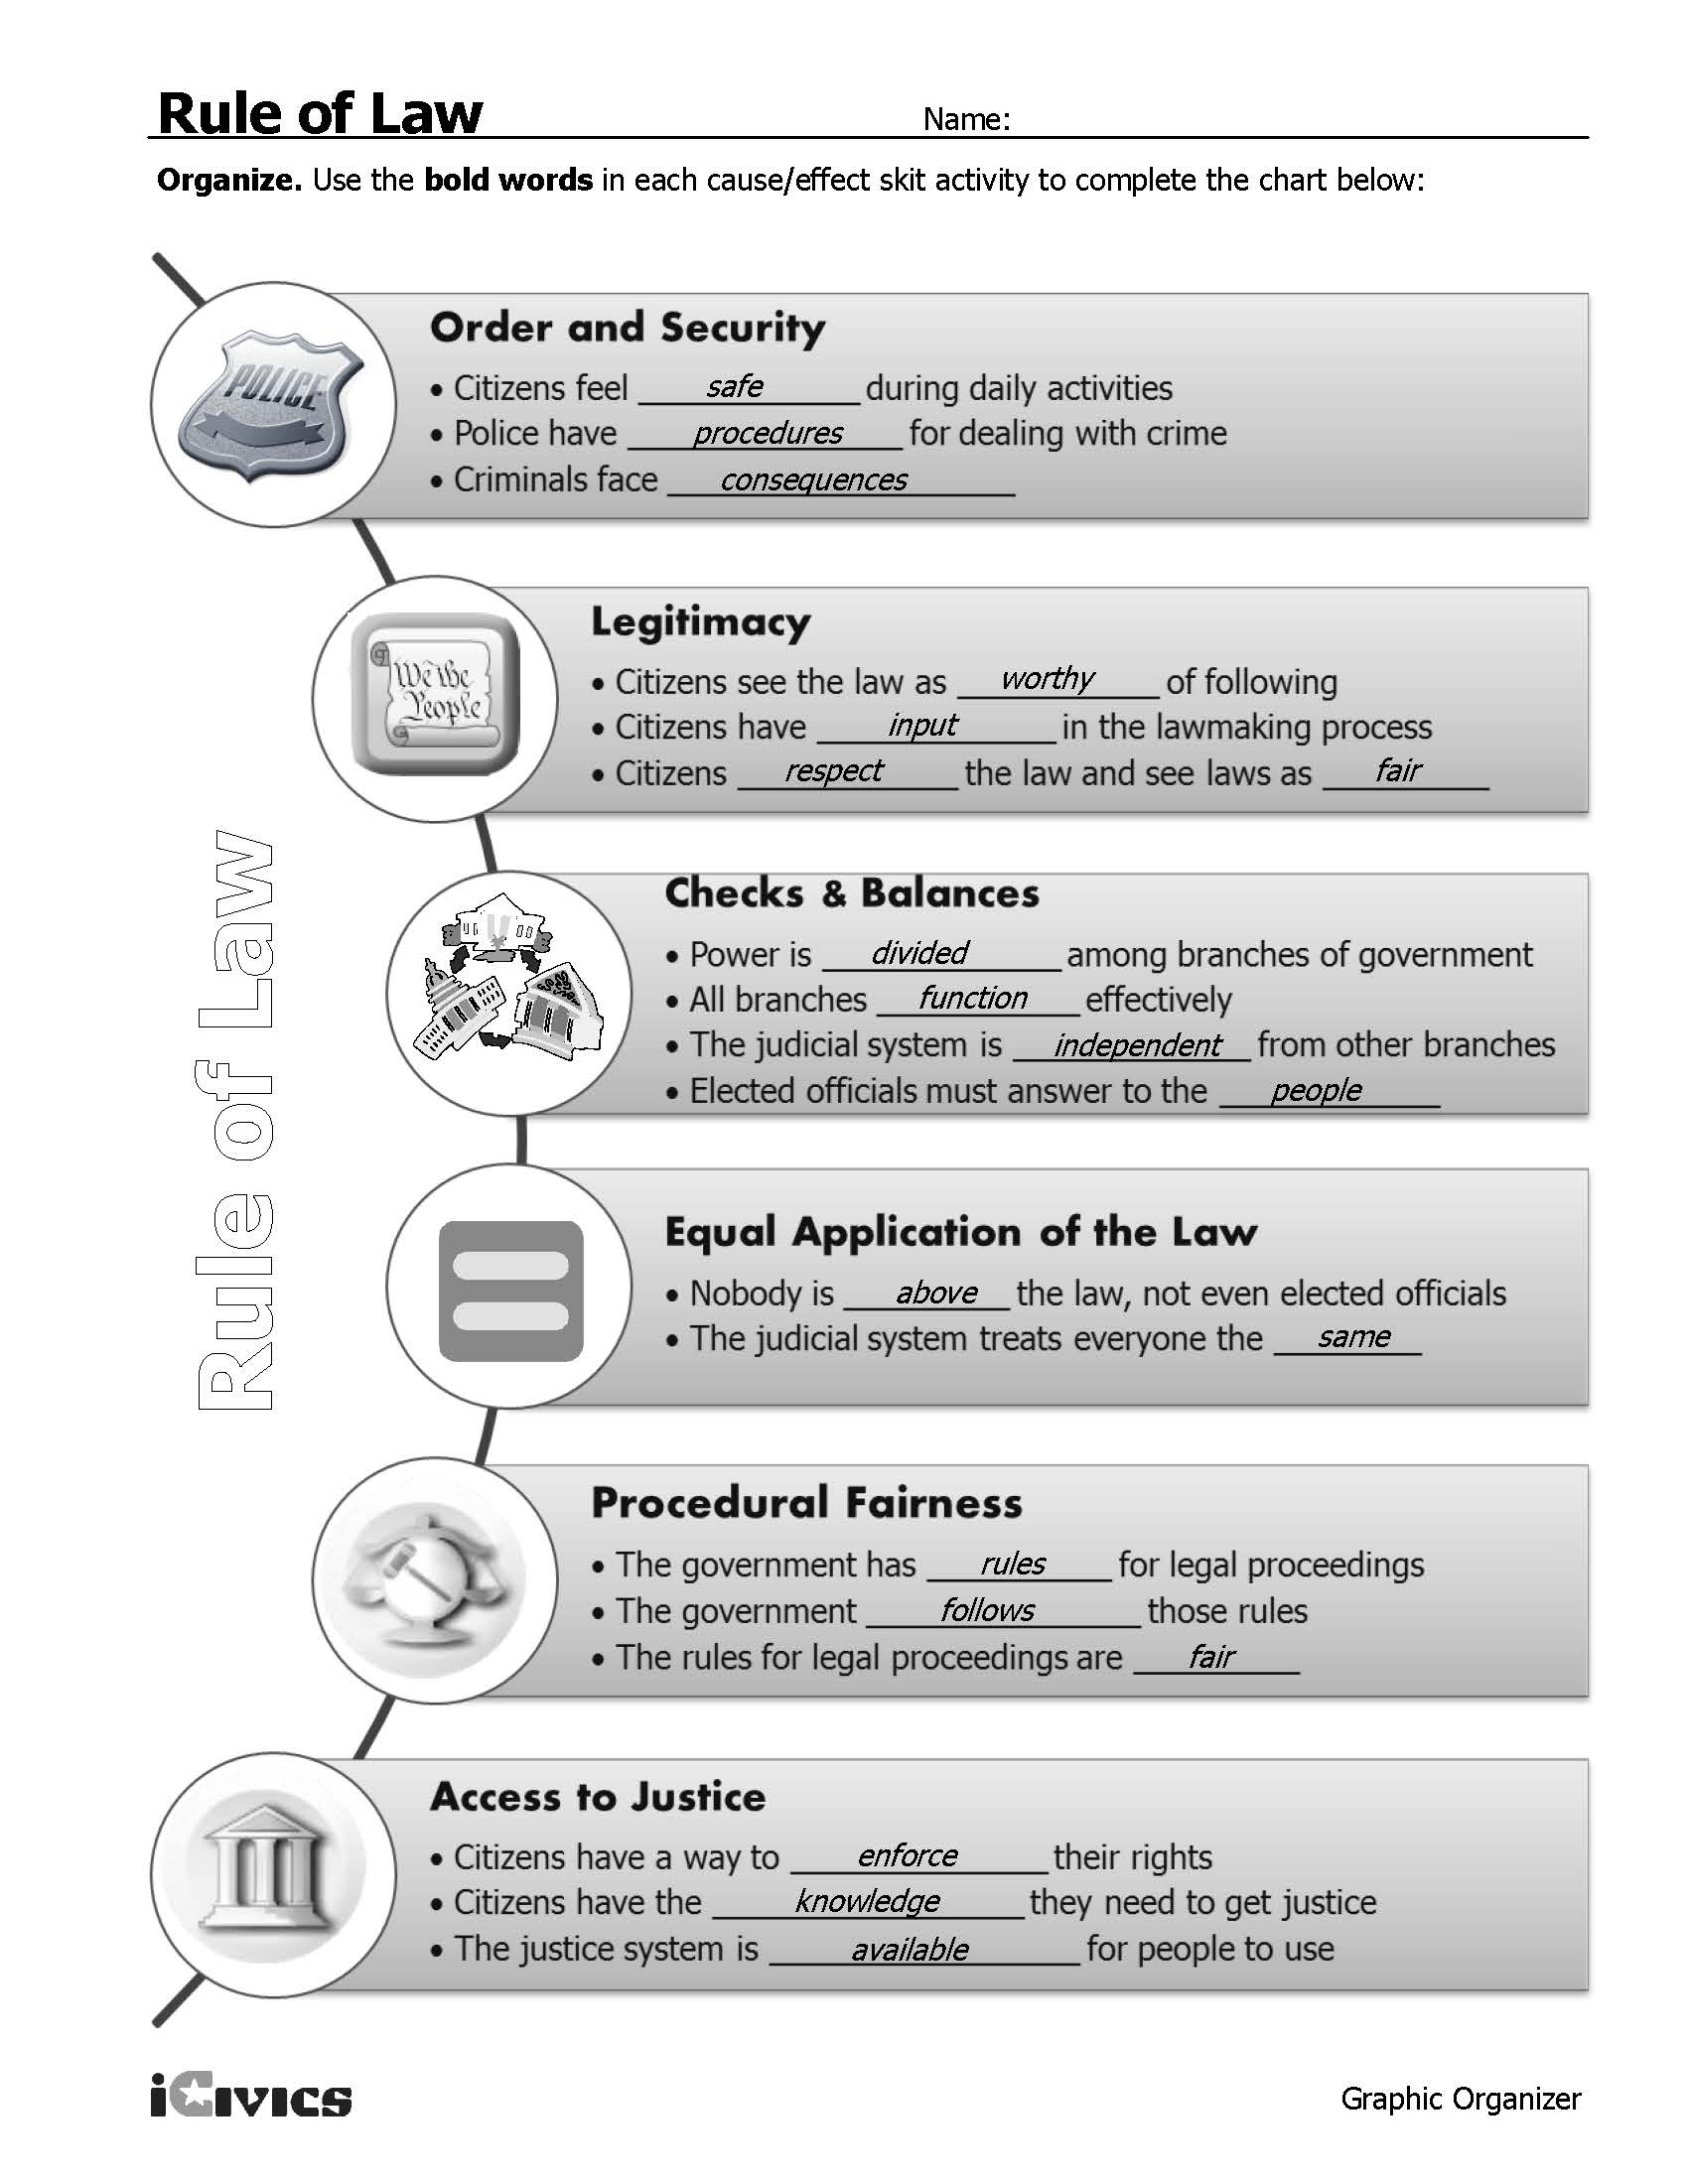 Rule of Law Name:
Organize. Use the bold words in each cause/effect skit activity to complete the chart below:
POLICE
Order and Security
• Citizens feel safe during daily activities
• Police have procedures for dealing with crime
• Criminals face consequences
We the
People
Legitimacy
• Citizens see the law as worthy of following
• Citizens have input in the lawmaking process
• Citizens respect the law and see laws as fair
Rule of Law
Checks & Balances
• Power is divided among branches of government
• All branches function effectively
• The judicial system is independent from other branches
• Elected officials must answer to the people
Equal Application of the Law
• Nobody is above the law, not even elected officials
• The judicial system treats everyone the same
Procedural Fairness
• The government has rules for legal proceedings
• The government follows those rules
• The rules for legal proceedings are fair
Access to Justice
• Citizens have a way to enforce their rights
• Citizens have the knowledge they need to get justice
• The justice system is available for people to use
iCivics
Graphic Organizer